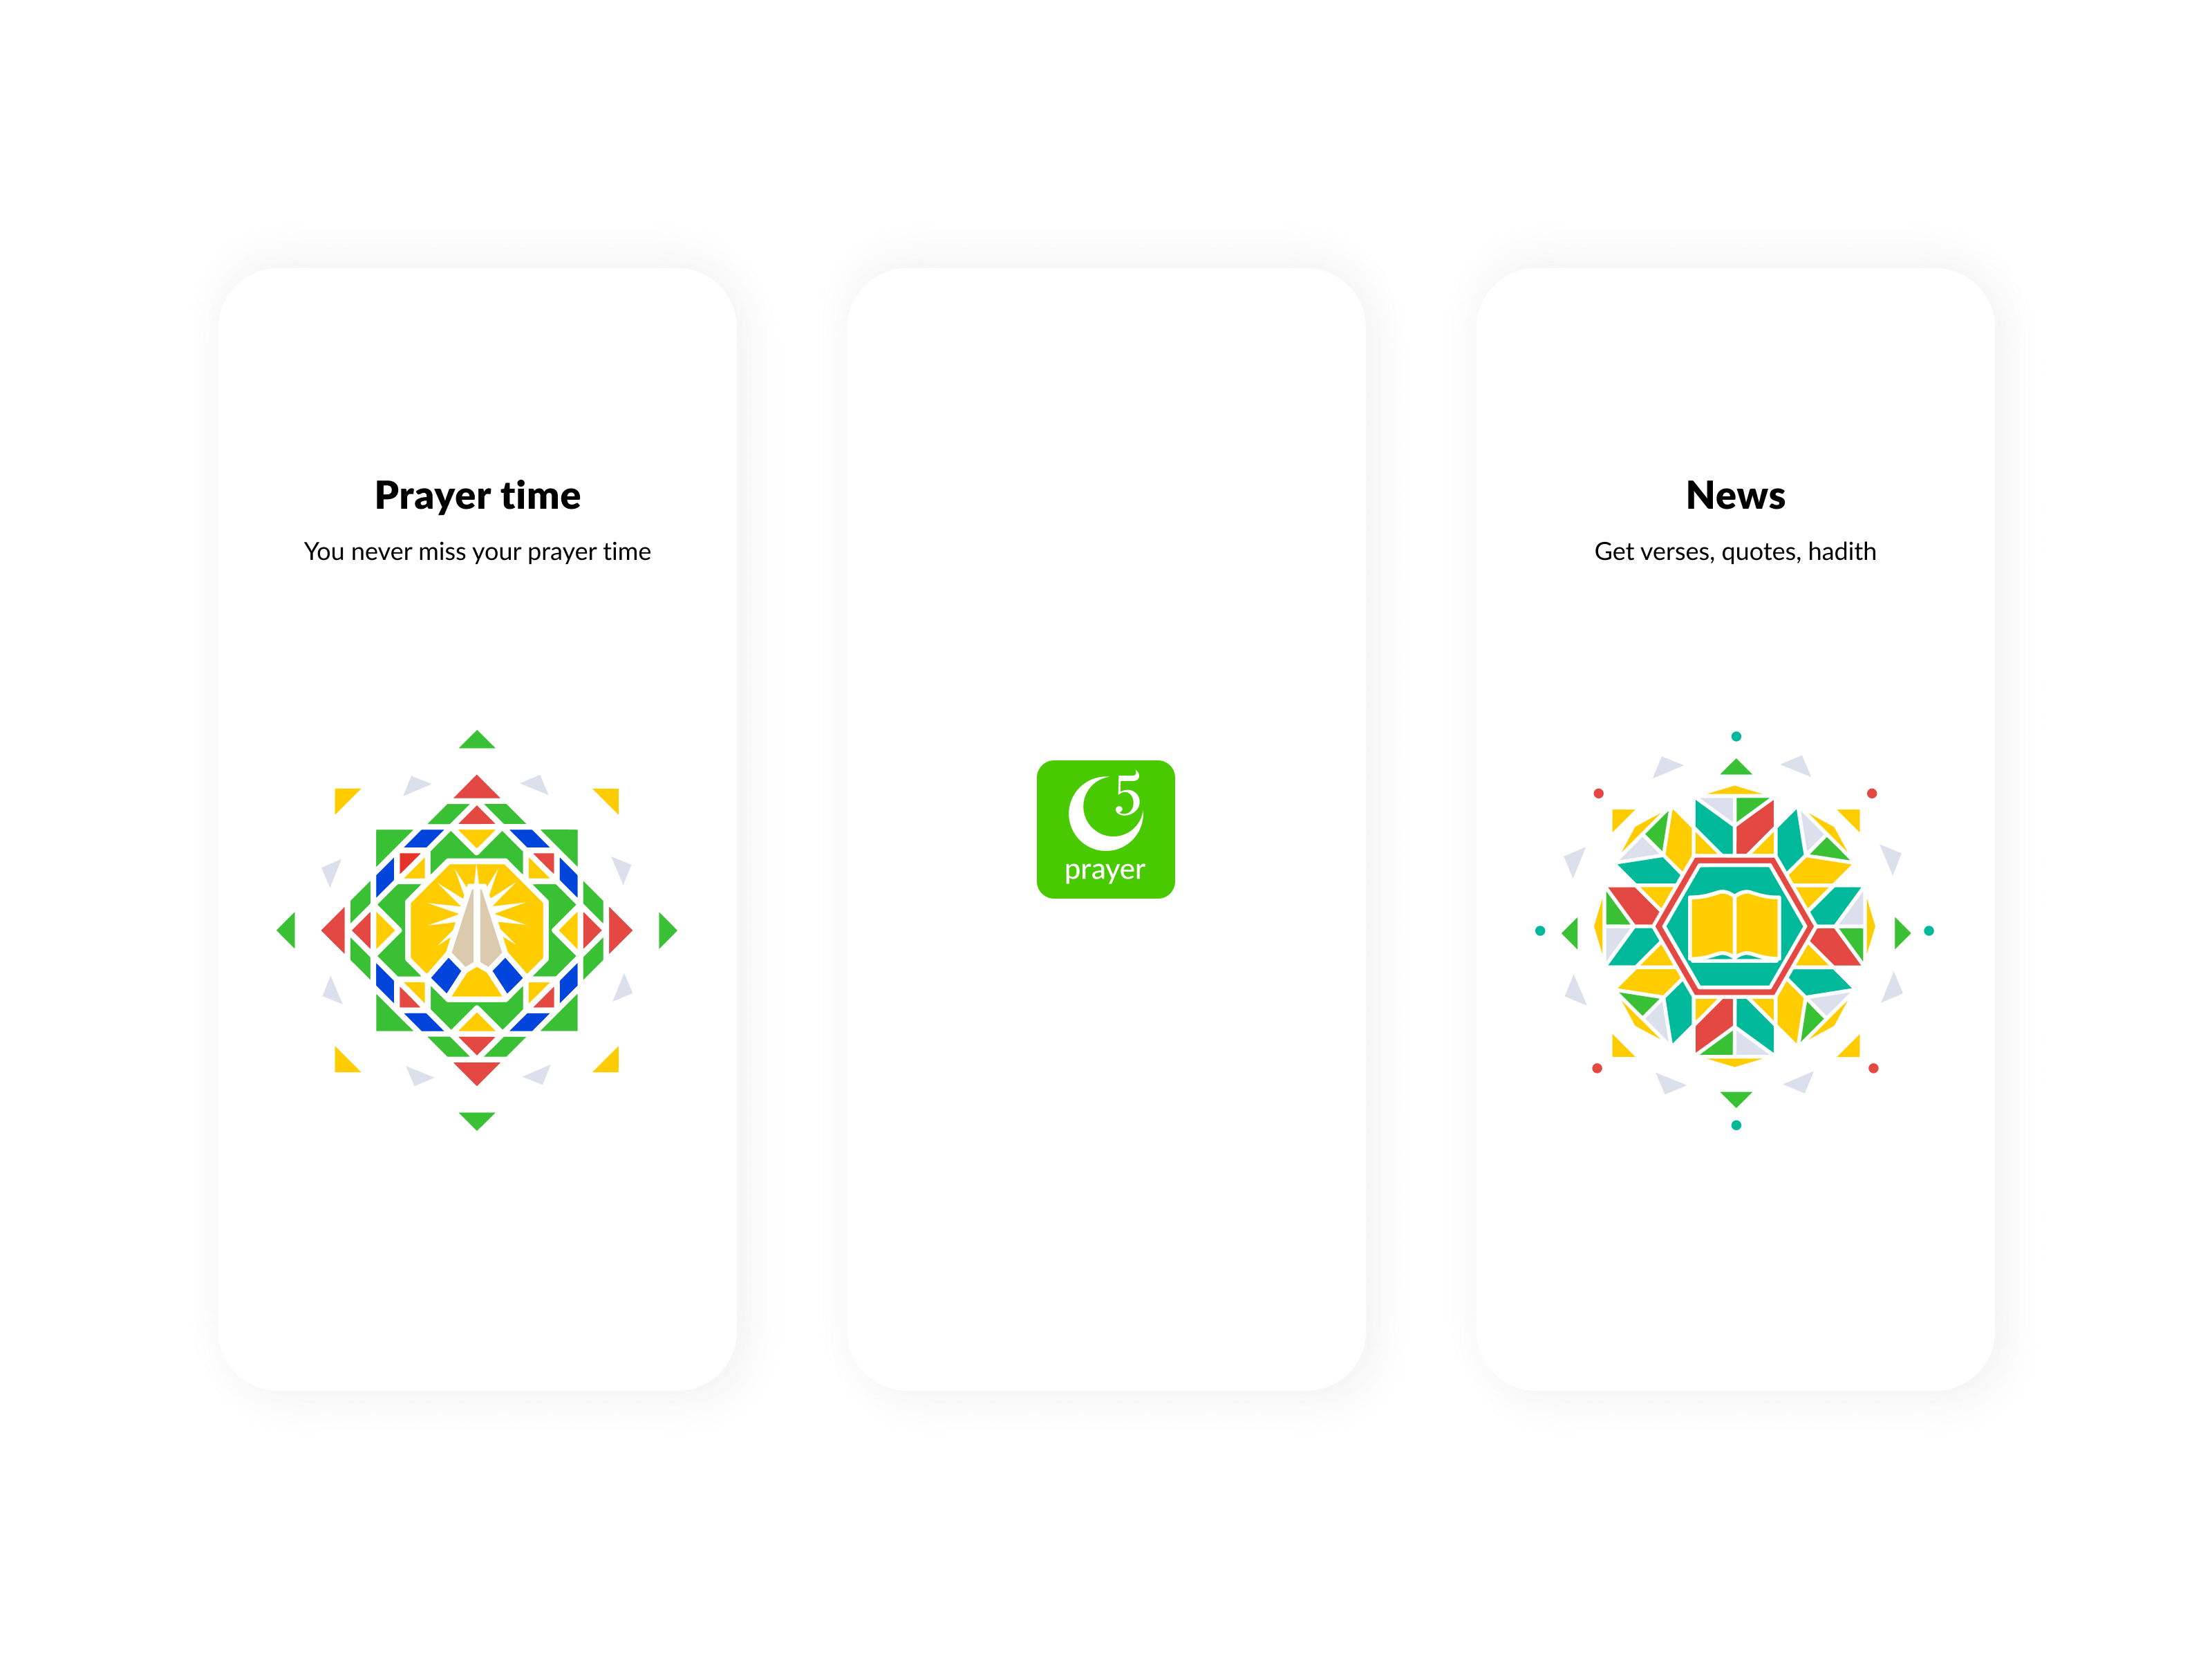 Prayer time
You never miss your prayer time
5
prayer
News
Get verses, quotes, hadith